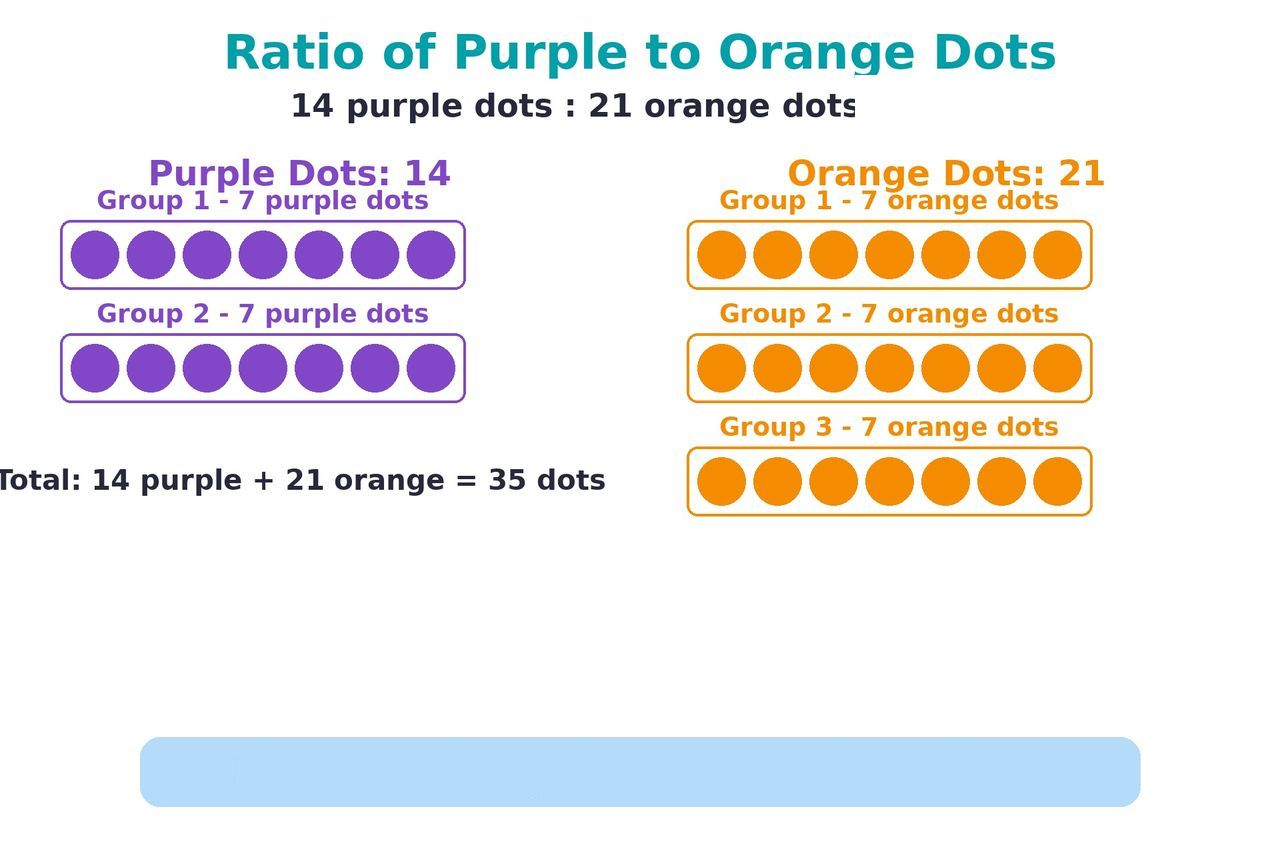 Ratio of Purple to Orange Dots
14 purple dots : 21 orange dots
Purple Dots: 14
Group 1 - 7 purple dots
Group 2 - 7 purple dots
Total: 14 purple + 21 orange = 35 dots
Orange Dots: 21
Group 1 - 7 orange dots
Group 2 - 7 orange dots
Group 3 - 7 orange dots